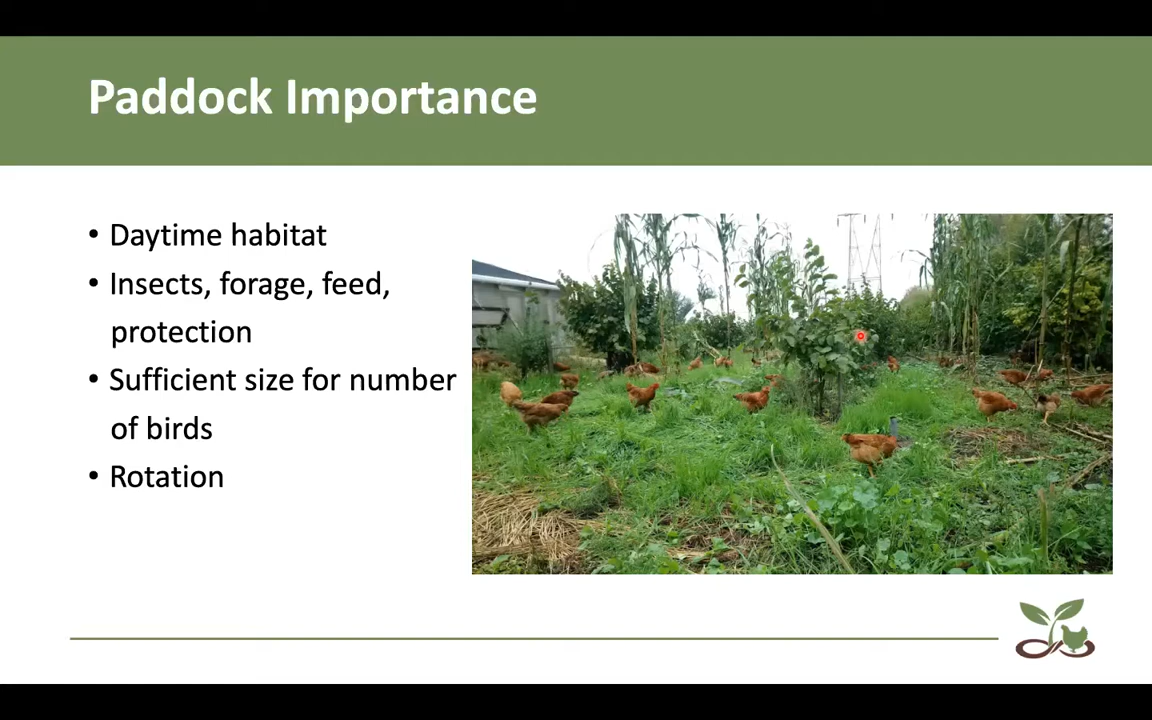 Paddock Importance
• Daytime habitat
• Insects, forage, feed,
protection
• Sufficient size for number
of birds
• Rotation